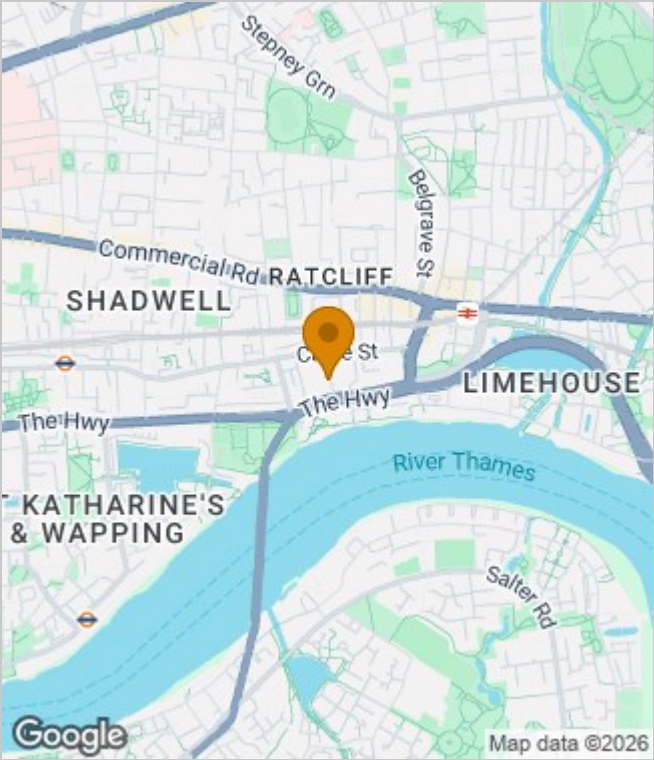 Stepney Grn
Belgrave St
Commercial Rd
RATCLIFF
SHADWELL
St
LIMEHOUSE
The Hwy
The Hwy
River Thames
T KATHARINE'S
& WAPPING
Salter Rd
Google
Map data ©2026